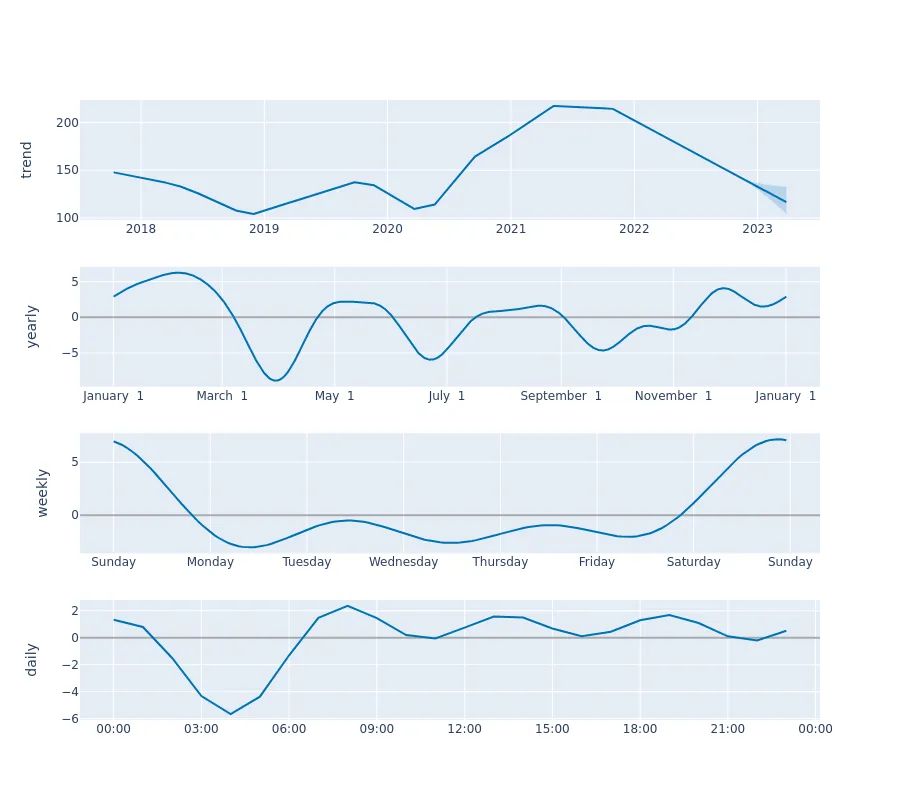 trend
200
150
100
2018 2019 2020 2021 2022 2023
yearly
5
0
−5
January 1 March 1 May 1 July 1 September 1 November 1 January 1
weekly
5
0
Sunday Monday Tuesday Wednesday Thursday Friday Saturday Sunday
daily
2
0
−2
−4
−6
00:00 03:00 06:00 09:00 12:00 15:00 18:00 21:00 00:00